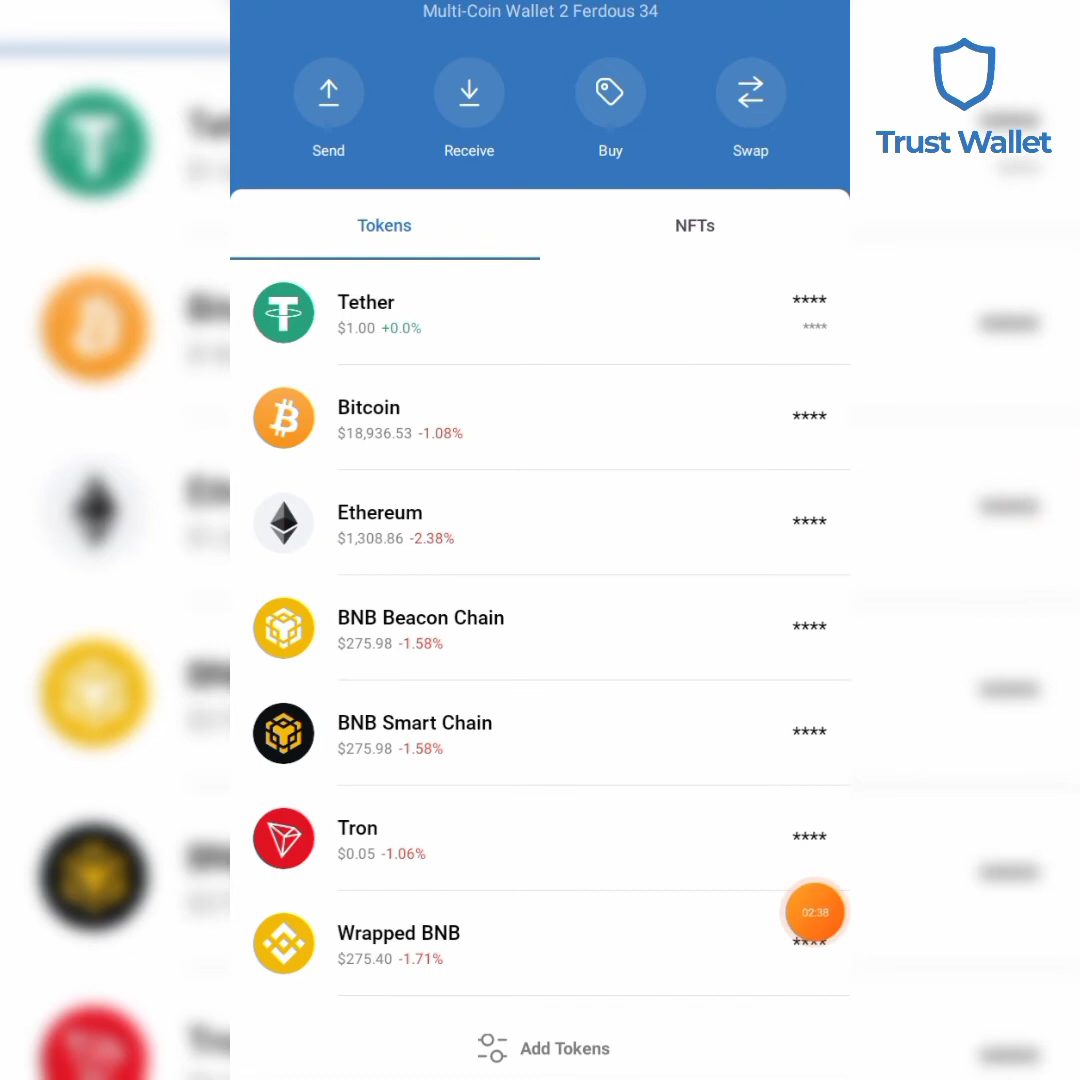 Multi-Coin Wallet 2 Ferdous 34
Send
Receive
Buy
Swap
Trust Wallet
Tokens
NFTs
Tether
****
$1.00 +0.0%
****
Bitcoin
$18,936.53 -1.08%
****
Ethereum
$1,308.86 -2.38%
****
BNB Beacon Chain
$275.98 -1.58%
****
BNB Smart Chain
$275.98 -1.58%
****
Tron
$0.05 -1.06%
****
02:38
Wrapped BNB
$275.40 -1.71%
****
Add Tokens